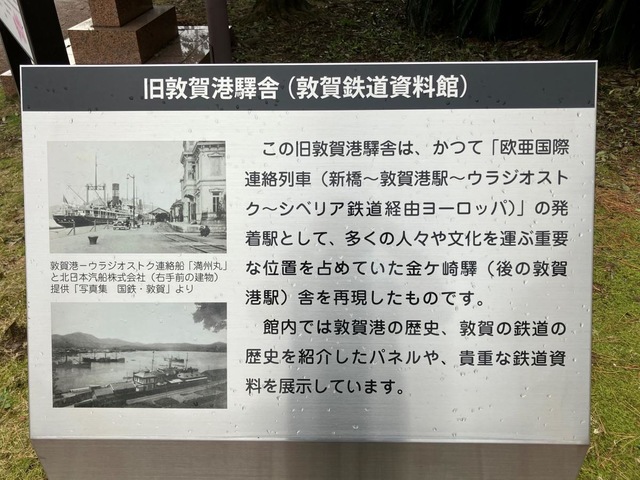 旧敦賀港驛舎（敦賀鉄道資料館）
この旧敦賀港驛舎は、かつて「欧亜国際
連絡列車（新橋～敦賀港駅～ウラジオスト
ク～シベリア鉄道経由ヨーロッパ）」の発
着駅として、多くの人々や文化を運ぶ重要
な位置を占めていた金ケ崎驛（後の敦賀
港駅）舎を再現したものです。
館内では敦賀港の歴史、敦賀の鉄道の
歴史を紹介したパネルや、貴重な鉄道資
料を展示しています。
敦賀港ーウラジオストク連絡船「満州丸」
と北日本汽船株式会社（右手前の建物）
提供「写真集　国鉄・敦賀」より